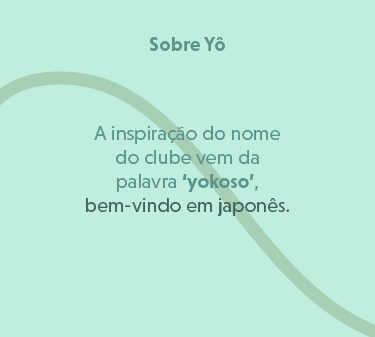 Sobre Yô
A inspiração do nome
do clube vem da
palavra ‘yokoso’,
bem-vindo em japonês.